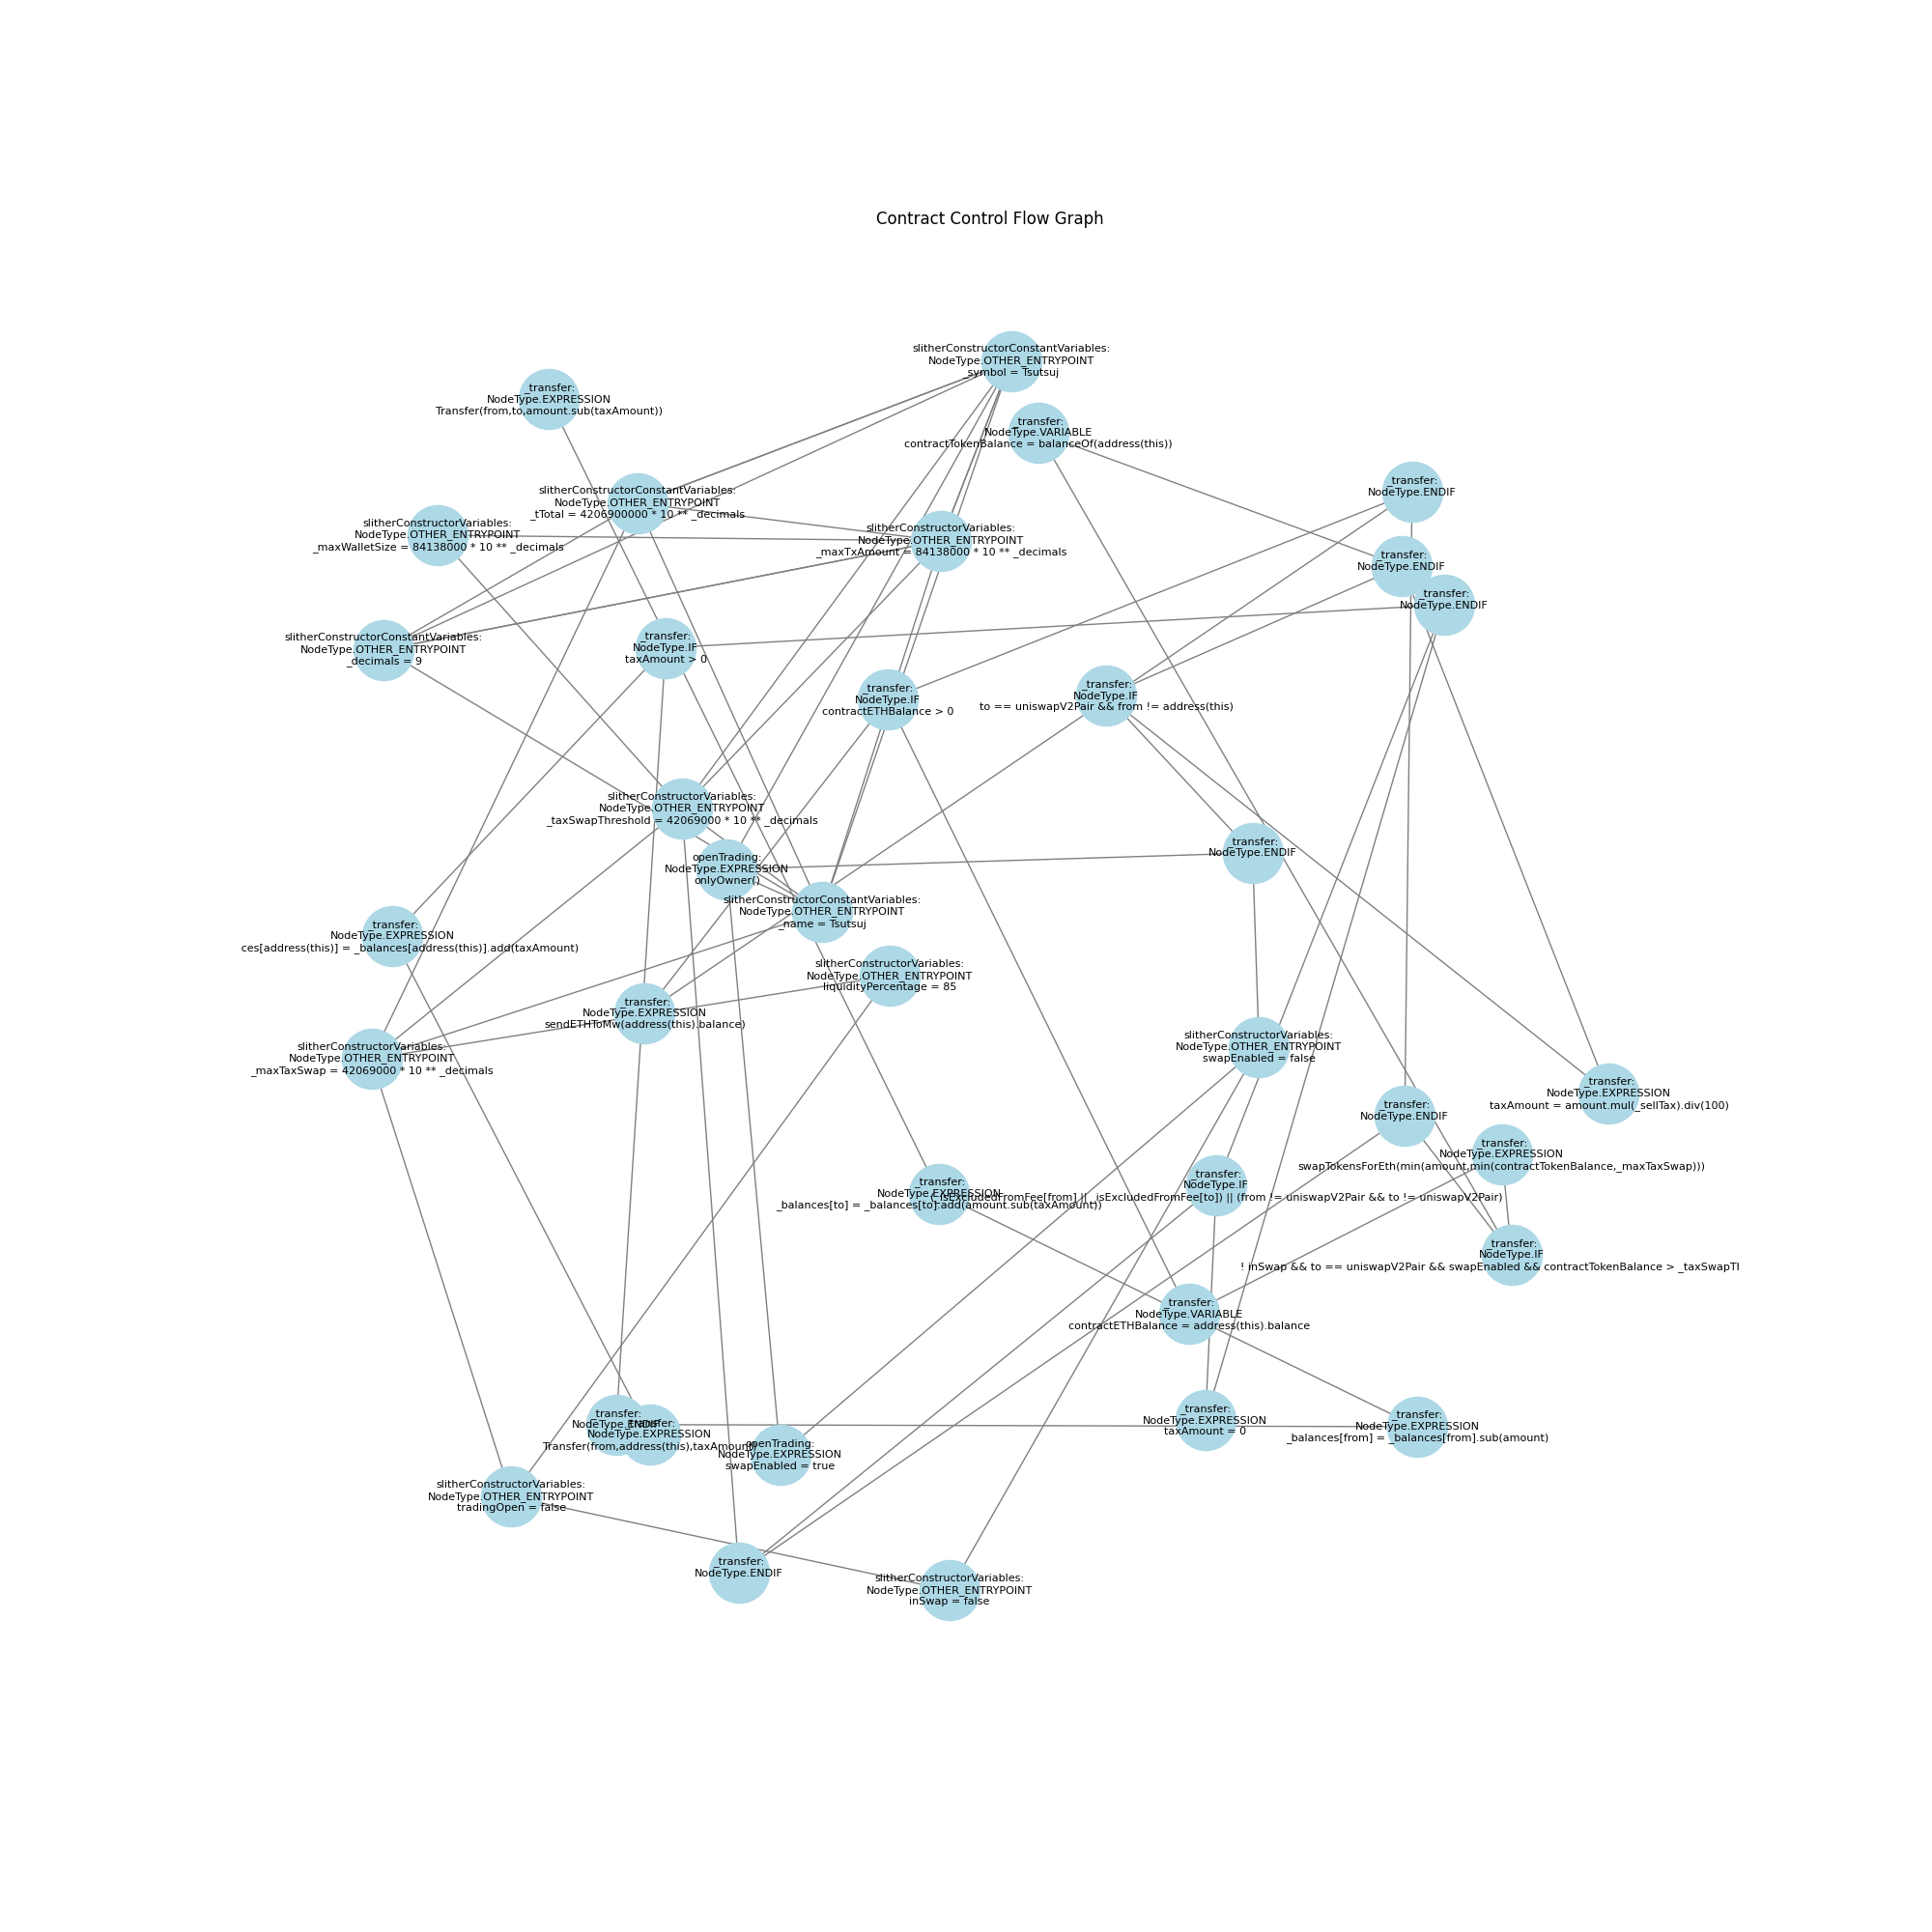 Contract Control Flow Graph
slitherConstructorConstantVariables:
NodeType.OTHER_ENTRYPOINT
_symbol = Tsutsuj
_transfer:
NodeType.EXPRESSION
Transfer(from,to,amount.sub(taxAmount))
_transfer:
NodeType.VARIABLE
contractTokenBalance = balanceOf(address(this))
_transfer:
NodeType.ENDIF
slitherConstructorConstantVariables:
NodeType.OTHER_ENTRYPOINT
_tTotal = 4206900000 * 10 ** _decimals
slitherConstructorVariables:
NodeType.OTHER_ENTRYPOINT
_maxWalletSize = 84138000 * 10 ** _decimals
slitherConstructorVariables:
NodeType.OTHER_ENTRYPOINT
_maxTxAmount = 84138000 * 10 ** _decimals
_transfer:
NodeType.ENDIF
_transfer:
NodeType.ENDIF
slitherConstructorConstantVariables:
NodeType.OTHER_ENTRYPOINT
_decimals = 9
_transfer:
NodeType.IF
taxAmount > 0
_transfer:
NodeType.IF
contractETHBalance > 0
_transfer:
NodeType.IF
to == uniswapV2Pair && from != address(this)
slitherConstructorVariables:
NodeType.OTHER_ENTRYPOINT
_taxSwapThreshold = 42069000 * 10 ** _decimals
openTrading:
NodeType.EXPRESSION
onlyOwner()
_transfer:
NodeType.ENDIF
slitherConstructorConstantVariables:
NodeType.OTHER_ENTRYPOINT
_name = Tsutsuj
_transfer:
NodeType.EXPRESSION
ces[address(this)] = _balances[address(this)].add(taxAmount)
slitherConstructorVariables:
NodeType.OTHER_ENTRYPOINT
liquidityPercentage = 85
_transfer:
NodeType.EXPRESSION
sendETHToMw(address(this).balance)
slitherConstructorVariables:
NodeType.OTHER_ENTRYPOINT
_maxTaxSwap = 42069000 * 10 ** _decimals
slitherConstructorVariables:
NodeType.OTHER_ENTRYPOINT
swapEnabled = false
_transfer:
NodeType.EXPRESSION
taxAmount = amount.mul(_sellTax).div(100)
_transfer:
NodeType.ENDIF
_transfer:
NodeType.EXPRESSION
swapTokensForEth(min(amount,min(contractTokenBalance,_maxTaxSwap)))
_transfer:
NodeType.EXPRESSION
_balances[to] = _balances[to].add(amount.sub(taxAmount))
_transfer:
NodeType.IF
(_isExcludedFromFee[from] || _isExcludedFromFee[to]) || (from != uniswapV2Pair && to != uniswapV2Pair)
_transfer:
NodeType.IF
! inSwap && to == uniswapV2Pair && swapEnabled && contractTokenBalance > _taxSwapTl
_transfer:
NodeType.VARIABLE
contractETHBalance = address(this).balance
_transfer:
NodeType.ENDIF
_transfer:
NodeType.EXPRESSION
Transfer(from,address(this),taxAmount)
openTrading:
NodeType.EXPRESSION
swapEnabled = true
_transfer:
NodeType.EXPRESSION
taxAmount = 0
_transfer:
NodeType.EXPRESSION
_balances[from] = _balances[from].sub(amount)
slitherConstructorVariables:
NodeType.OTHER_ENTRYPOINT
tradingOpen = false
_transfer:
NodeType.ENDIF
slitherConstructorVariables:
NodeType.OTHER_ENTRYPOINT
inSwap = false